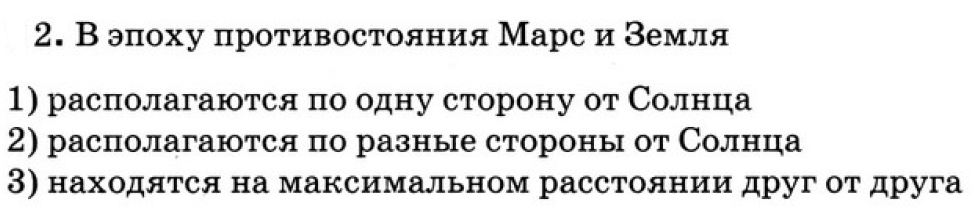 2. В эпоху противостояния Марс и Земля
1) располагаются по одну сторону от Солнца
2) располагаются по разные стороны от Солнца
3) находятся на максимальном расстоянии друг от друга